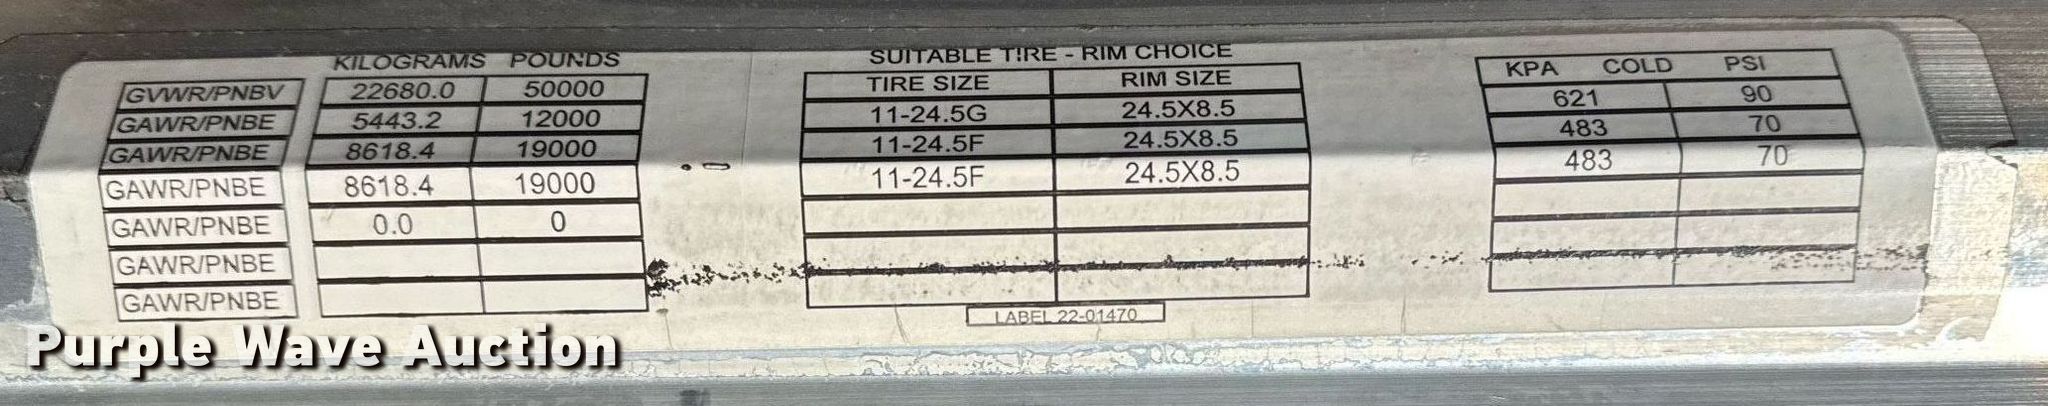 KILOGRAMS POUNDS SUITABLE TIRE - RIM CHOICE
TIRE SIZE RIM SIZE KPA COLD PSI
GVWR/PNBV 22680.0 50000 11-24.5G 24.5X8.5 621 90
GAWR/PNBE 5443.2 12000 11-24.5F 24.5X8.5 483 70
GAWR/PNBE 8618.4 19000 11-24.5F 24.5X8.5 483 70
GAWR/PNBE 8618.4 19000
GAWR/PNBE 0.0 0
GAWR/PNBE
GAWR/PNBE
LABEL 22-01470
Purple Wave Auction